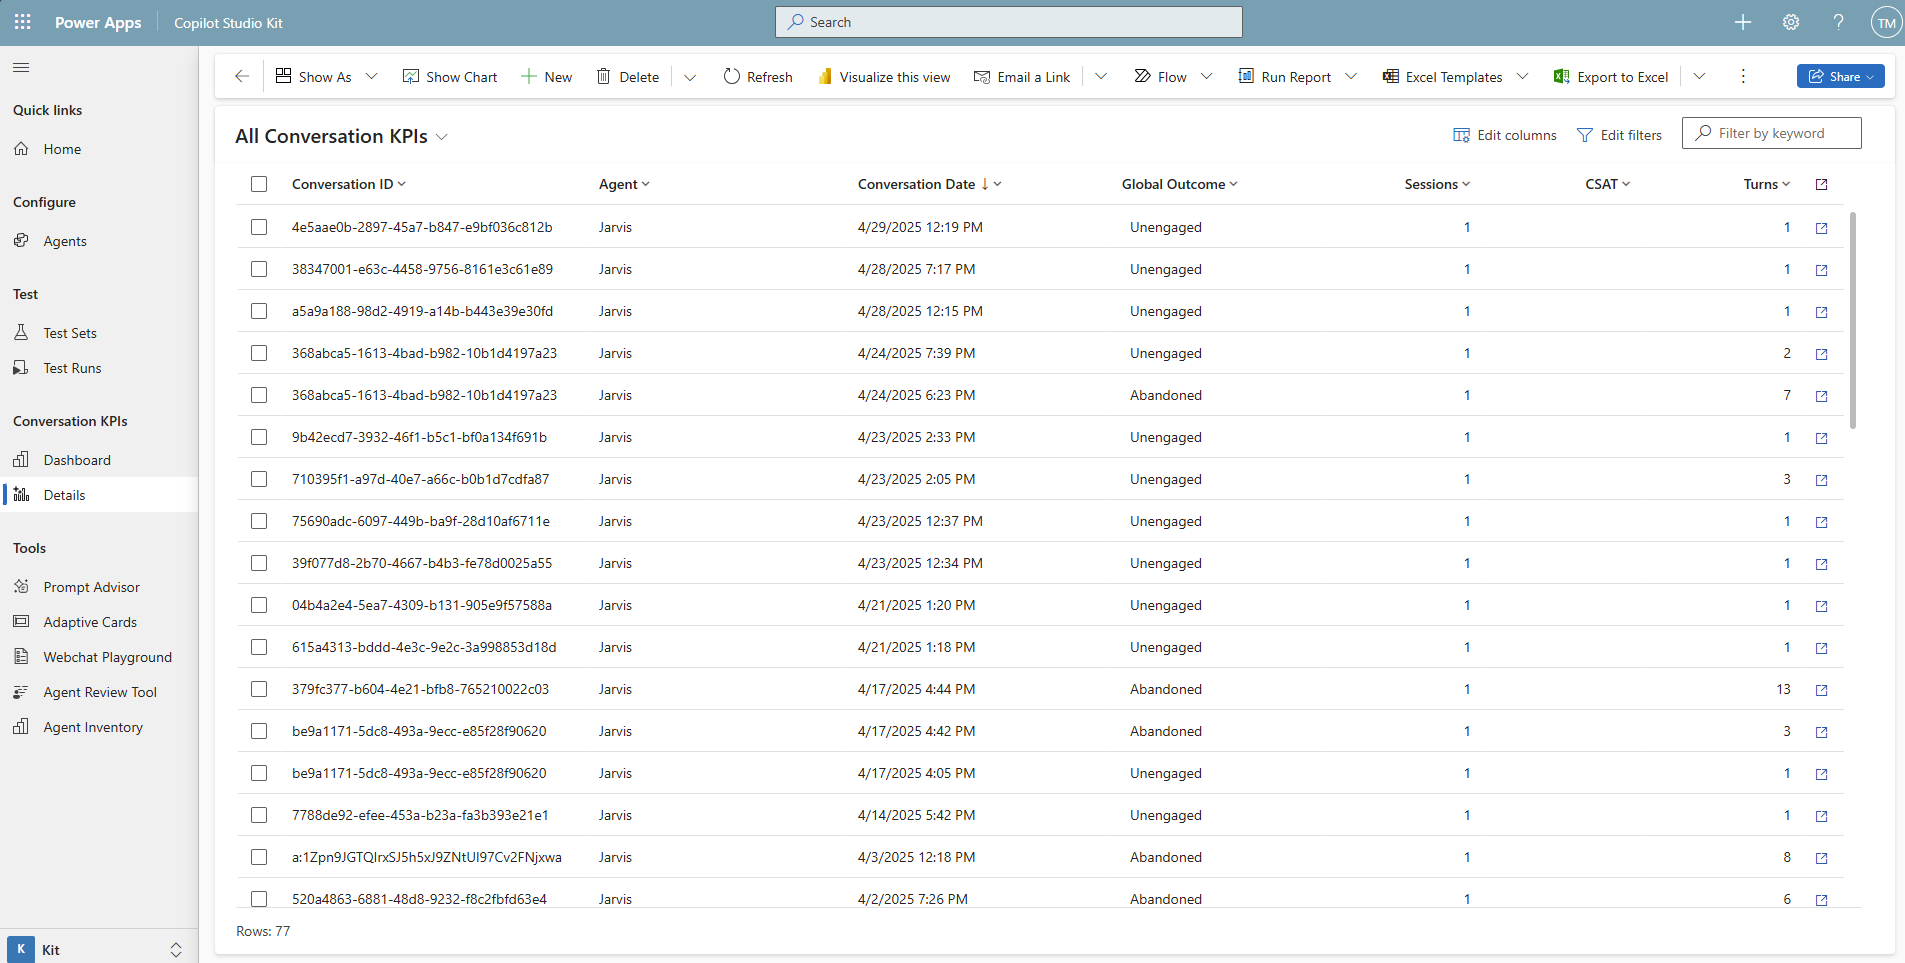 Power Apps
Copilot Studio Kit
Search
TM
Show As
Show Chart
New
Delete
Refresh
Visualize this view
Email a Link
Flow
Run Report
Excel Templates
Export to Excel
Share
Quick links
Home
Configure
Agents
Test
Test Sets
Test Runs
Conversation KPIs
Dashboard
Details
Tools
Prompt Advisor
Adaptive Cards
Webchat Playground
Agent Review Tool
Agent Inventory
K Kit
All Conversation KPIs
Edit columns
Edit filters
Filter by keyword
Conversation ID Agent Conversation Date Global Outcome Sessions CSAT Turns
4e5aae0b-2897-45a7-b847-e9bf036c812b Jarvis 4/29/2025 12:19 PM Unengaged 1 1
38347001-e63c-4458-9756-8161e3c61e89 Jarvis 4/28/2025 7:17 PM Unengaged 1 1
a5a9a188-98d2-4919-a14b-b443e39e30fd Jarvis 4/28/2025 12:15 PM Unengaged 1 1
368abca5-1613-4bad-b982-10b1d4197a23 Jarvis 4/24/2025 7:39 PM Unengaged 1 2
368abca5-1613-4bad-b982-10b1d4197a23 Jarvis 4/24/2025 6:23 PM Abandoned 1 7
9b42ecd7-3932-46f1-b5c1-bf0a134f691b Jarvis 4/23/2025 2:33 PM Unengaged 1 1
710395f1-a97d-40e7-a66c-b0b1d7cdfa87 Jarvis 4/23/2025 2:05 PM Unengaged 1 3
75690adc-6097-449b-ba9f-28d10af6711e Jarvis 4/23/2025 12:37 PM Unengaged 1 1
39f077d8-2b70-4667-b4b3-fe78d0025a55 Jarvis 4/23/2025 12:34 PM Unengaged 1 1
04b4a2e4-5ea7-4309-b131-905e9f57588a Jarvis 4/21/2025 1:20 PM Unengaged 1 1
615a4313-bddd-4e3c-9e2c-3a998853d18d Jarvis 4/21/2025 1:18 PM Unengaged 1 1
379fc377-b604-4e21-bfb8-765210022c03 Jarvis 4/17/2025 4:44 PM Abandoned 1 13
be9a1171-5dc8-493a-9ecc-e85f28f90620 Jarvis 4/17/2025 4:42 PM Abandoned 1 3
be9a1171-5dc8-493a-9ecc-e85f28f90620 Jarvis 4/17/2025 4:05 PM Unengaged 1 1
7788de92-efee-453a-b23a-fa3b393e21e1 Jarvis 4/14/2025 5:42 PM Unengaged 1 1
a:1Zpn9JGTQIrxSJ5h5xJ9ZNtUI97Cv2FNjxwa Jarvis 4/3/2025 12:18 PM Abandoned 1 8
520a4863-6881-48d8-9232-f8c2fbfd63e4 Jarvis 4/2/2025 7:26 PM Abandoned 1 6
Rows: 77